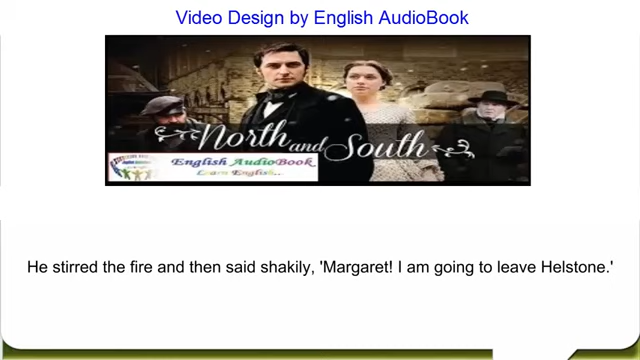 Video Design by English AudioBook
North and South
English AudioBook
Learn English...
He stirred the fire and then said shakily, 'Margaret! I am going to leave Helstone.'